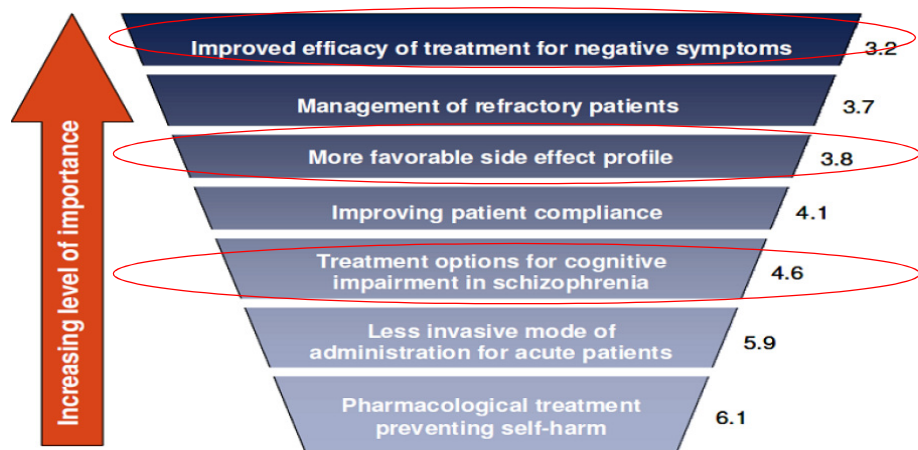 Increasing level of importance
Improved efficacy of treatment for negative symptoms
3.2
Management of refractory patients
3.7
More favorable side effect profile
3.8
Improving patient compliance
4.1
Treatment options for cognitive
impairment in schizophrenia
4.6
Less invasive mode of
administration for acute patients
5.9
Pharmacological treatment
preventing self-harm
6.1